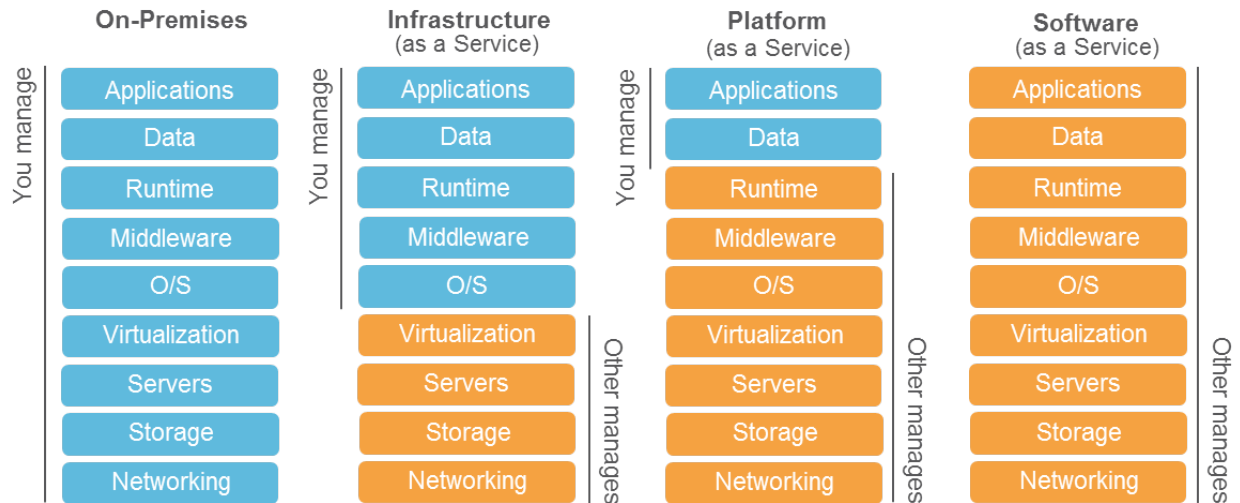 On-Premises
You manage
Applications
Data
Runtime
Middleware
O/S
Virtualization
Servers
Storage
Networking
Infrastructure
(as a Service)
You manage
Applications
Data
Runtime
Middleware
O/S
Virtualization
Servers
Storage
Networking
Other manages
Platform
(as a Service)
You manage
Applications
Data
Runtime
Middleware
O/S
Virtualization
Servers
Storage
Networking
Other manages
Software
(as a Service)
Applications
Data
Runtime
Middleware
O/S
Virtualization
Servers
Storage
Networking
Other manages